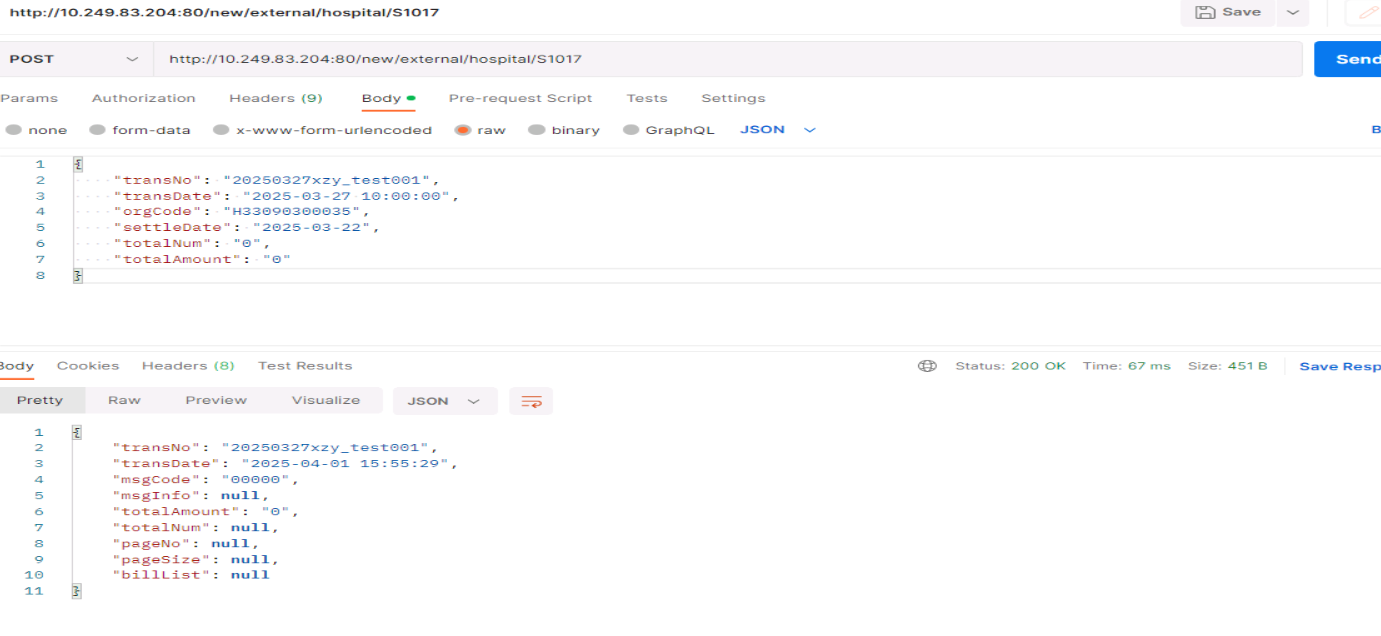 http://10.249.83.204:80/new/external/hospital/S1017
Save
POST
http://10.249.83.204:80/new/external/hospital/S1017
Send
Params Authorization Headers (9) Body Pre-request Script Tests Settings
none form-data x-www-form-urlencoded raw binary GraphQL JSON
B
1 {
2 "transNo": "20250327xzy_test001",
3 "transDate": "2025-03-27 10:00:00",
4 "orgCode": "H33090300035",
5 "settleDate": "2025-03-22",
6 "totalNum": "0",
7 "totalAmount": "0"
8 }
Body Cookies Headers (8) Test Results
Status: 200 OK Time: 67 ms Size: 451 B Save Resp
Pretty Raw Preview Visualize JSON
1 {
2 "transNo": "20250327xzy_test001",
3 "transDate": "2025-04-01 15:55:29",
4 "msgCode": "00000",
5 "msgInfo": null,
6 "totalAmount": "0",
7 "totalNum": null,
8 "pageNo": null,
9 "pageSize": null,
10 "billList": null
11 }